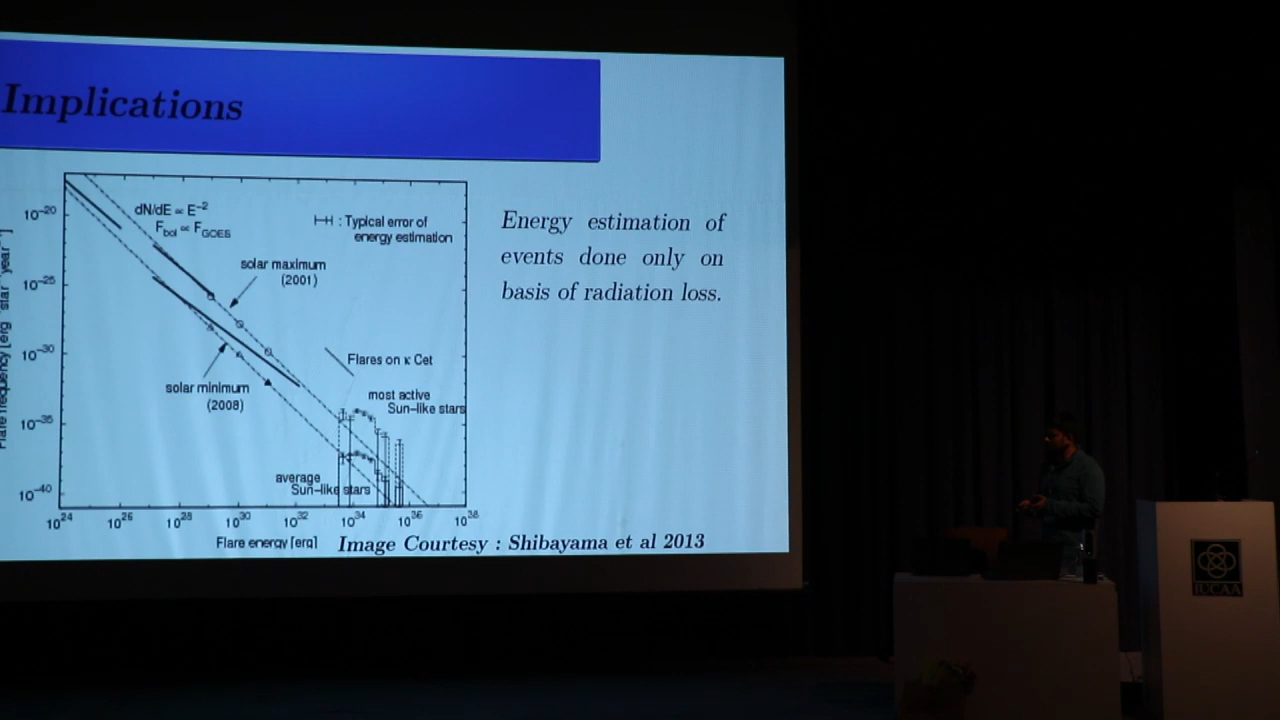 Implications
dN/dE ∝ E⁻²
F_bol ∝ F_GOES
: Typical error of
energy estimation
solar maximum
(2001)
Flares on κ Cet
solar minimum
(2008)
most active
Sun-like stars
average
Sun-like stars
10⁻²⁰
10⁻²⁵
10⁻³⁰
10⁻³⁵
10⁻⁴⁰
10²⁴ 10²⁶ 10²⁸ 10³⁰ 10³² 10³⁴ 10³⁶ 10³⁸
Flare energy [erg]
Image Courtesy : Shibayama et al 2013
Energy estimation of
events done only on
basis of radiation loss.
IUCAA